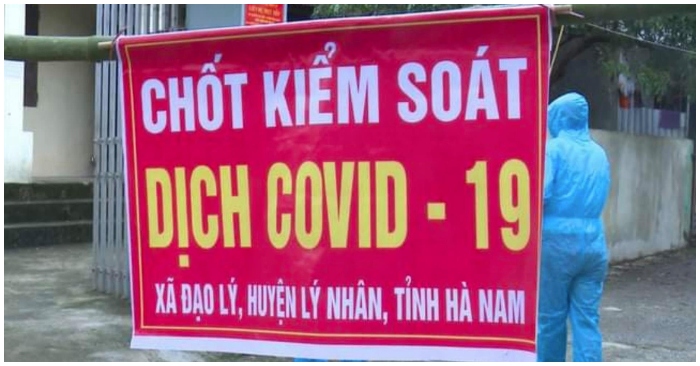 CHỐT KIỂM SOÁT
DỊCH COVID - 19
XÃ ĐẠO LÝ, HUYỆN LÝ NHÂN, TỈNH HÀ NAM